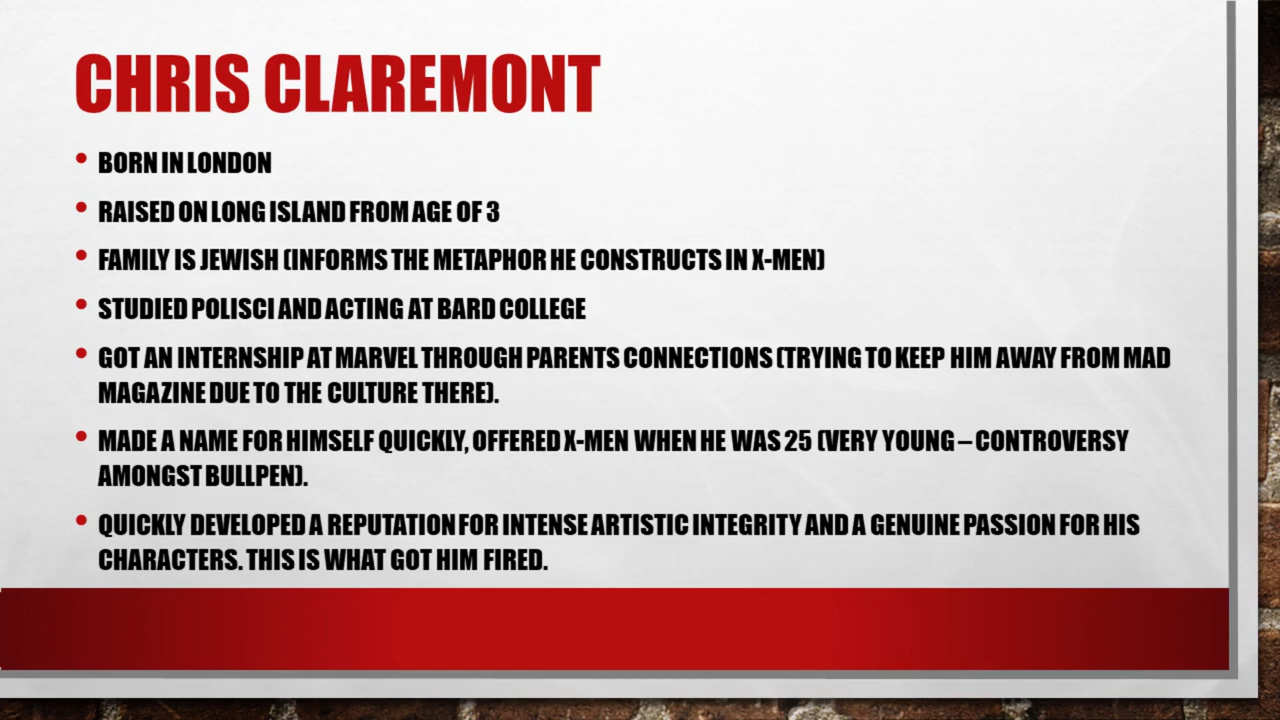 CHRIS CLAREMONT
• BORN IN LONDON
• RAISED ON LONG ISLAND FROM AGE OF 3
• FAMILY IS JEWISH (INFORMS THE METAPHOR HE CONSTRUCTS IN X-MEN)
• STUDIED POLISCI AND ACTING AT BARD COLLEGE
• GOT AN INTERNSHIP AT MARVEL THROUGH PARENTS CONNECTIONS (TRYING TO KEEP HIM AWAY FROM MAD
MAGAZINE DUE TO THE CULTURE THERE).
• MADE A NAME FOR HIMSELF QUICKLY, OFFERED X-MEN WHEN HE WAS 25 (VERY YOUNG – CONTROVERSY
AMONGST BULLPEN).
• QUICKLY DEVELOPED A REPUTATION FOR INTENSE ARTISTIC INTEGRITY AND A GENUINE PASSION FOR HIS
CHARACTERS. THIS IS WHAT GOT HIM FIRED.